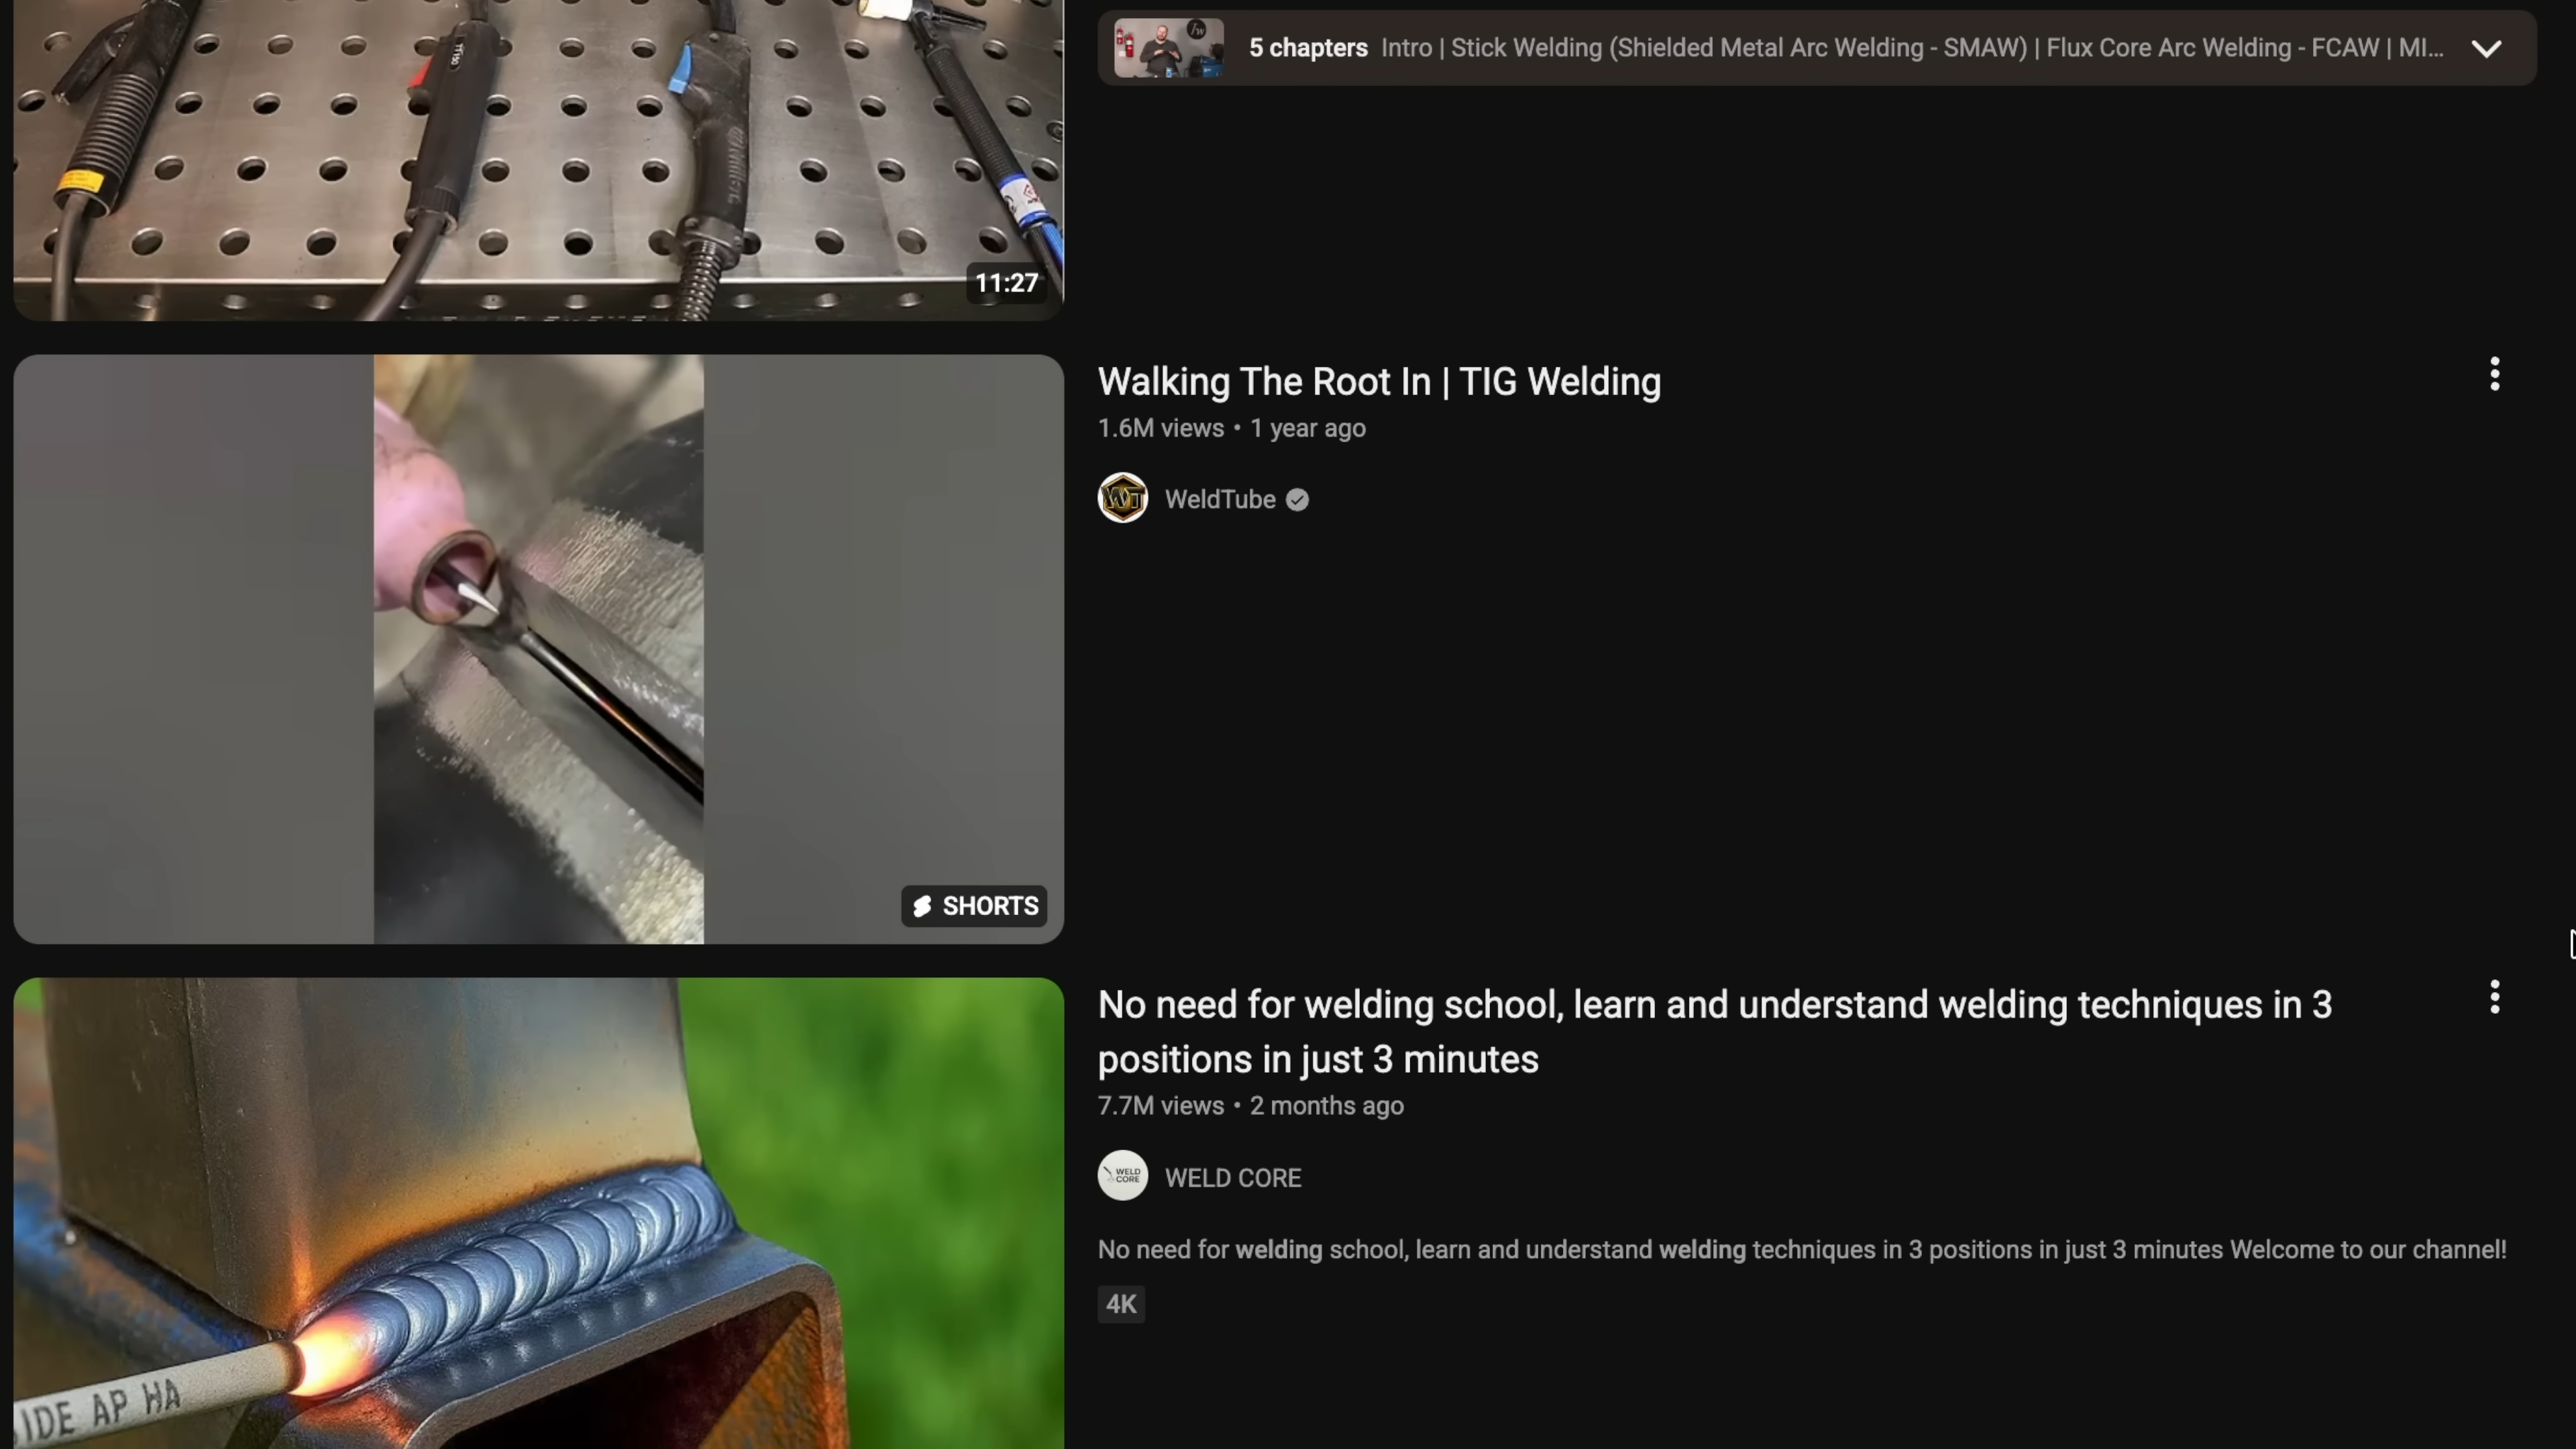 5 chapters Intro | Stick Welding (Shielded Metal Arc Welding - SMAW) | Flux Core Arc Welding - FCAW | MI...
11:27
Walking The Root In | TIG Welding
1.6M views • 1 year ago
WT
WeldTube
SHORTS
No need for welding school, learn and understand welding techniques in 3
positions in just 3 minutes
7.7M views • 2 months ago
WELD
CORE
WELD CORE
No need for welding school, learn and understand welding techniques in 3 positions in just 3 minutes Welcome to our channel!
4K
IDE AP HA